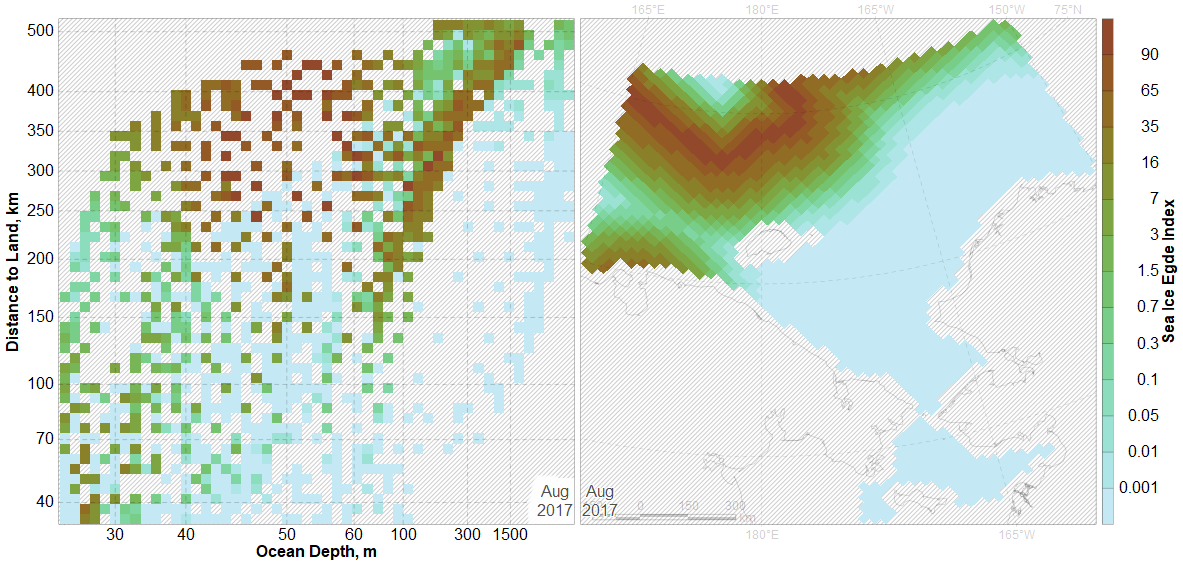 165°E 180°E 165°W 150°W 75°N
500
400
350
300
250
200
150
100
70
40
Distance to Land, km
30 40 50 60 100 300 1500
Ocean Depth, m
Aug
2017
Aug
2017
0 150 300
km
180°E 165°W
90
65
35
16
7
3
1.5
0.7
0.3
0.1
0.05
0.01
0.001
Sea Ice Egde Index